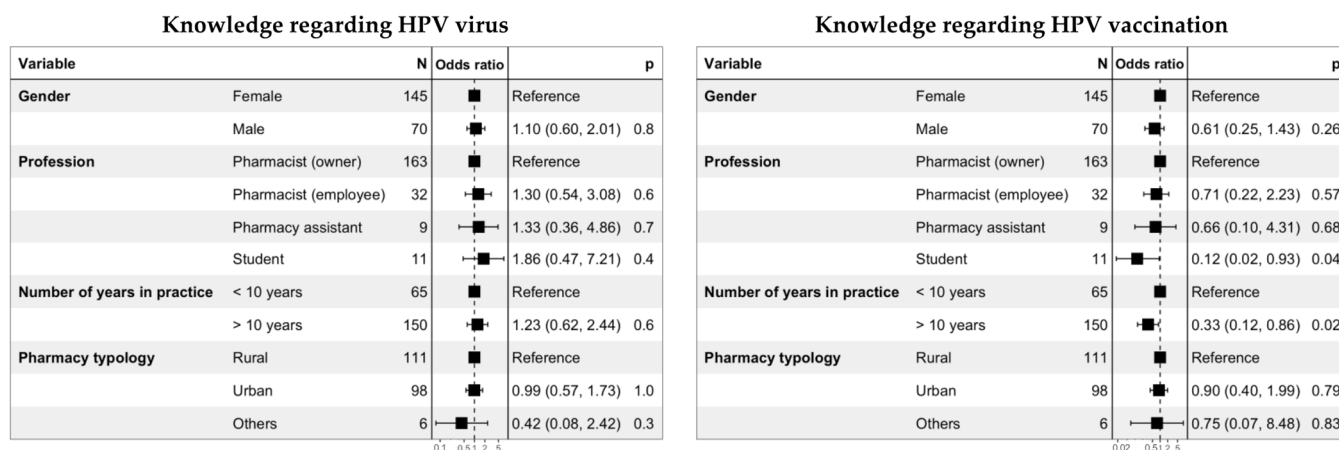 Knowledge regarding HPV virus
Variable N Odds ratio p
Gender Female 145 Reference
Male 70 1.10 (0.60, 2.01) 0.8
Profession Pharmacist (owner) 163 Reference
Pharmacist (employee) 32 1.30 (0.54, 3.08) 0.6
Pharmacy assistant 9 1.33 (0.36, 4.86) 0.7
Student 11 1.86 (0.47, 7.21) 0.4
Number of years in practice < 10 years 65 Reference
> 10 years 150 1.23 (0.62, 2.44) 0.6
Pharmacy typology Rural 111 Reference
Urban 98 0.99 (0.57, 1.73) 1.0
Others 6 0.42 (0.08, 2.42) 0.3
0.1 0.5 1 2 5
Knowledge regarding HPV vaccination
Variable N Odds ratio p
Gender Female 145 Reference
Male 70 0.61 (0.25, 1.43) 0.26
Profession Pharmacist (owner) 163 Reference
Pharmacist (employee) 32 0.71 (0.22, 2.23) 0.57
Pharmacy assistant 9 0.66 (0.10, 4.31) 0.68
Student 11 0.12 (0.02, 0.93) 0.04
Number of years in practice < 10 years 65 Reference
> 10 years 150 0.33 (0.12, 0.86) 0.02
Pharmacy typology Rural 111 Reference
Urban 98 0.90 (0.40, 1.99) 0.79
Others 6 0.75 (0.07, 8.48) 0.83
0.02 0.5 1 2 5